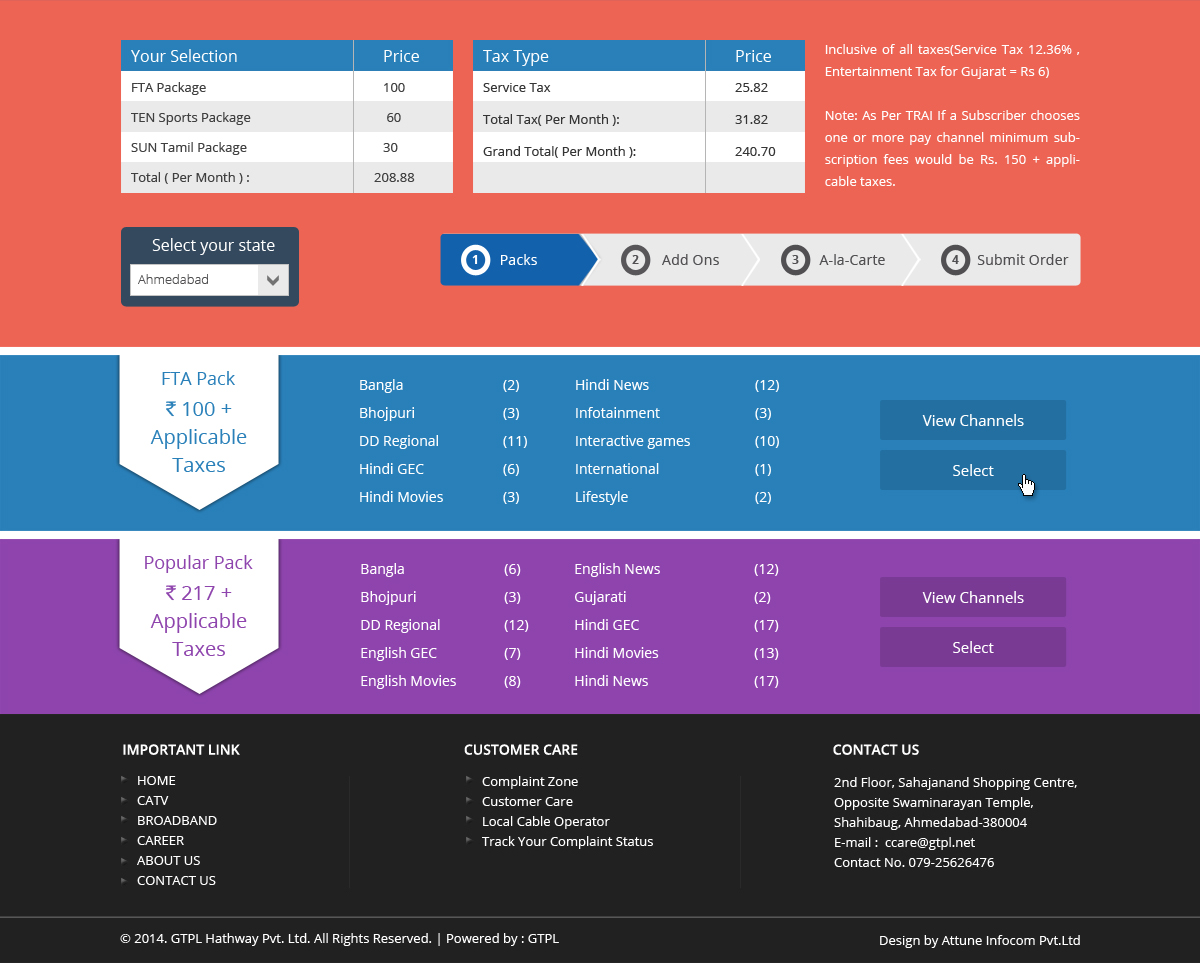 Your Selection Price
FTA Package 100
TEN Sports Package 60
SUN Tamil Package 30
Total ( Per Month ) : 208.88
Tax Type Price
Service Tax 25.82
Total Tax( Per Month ): 31.82
Grand Total( Per Month ): 240.70
Inclusive of all taxes(Service Tax 12.36% ,
Entertainment Tax for Gujarat = Rs 6)
Note: As Per TRAI If a Subscriber chooses
one or more pay channel minimum sub-
scription fees would be Rs. 150 + appli-
cable taxes.
Select your state
Ahmedabad
1 Packs 2 Add Ons 3 A-la-Carte 4 Submit Order
FTA Pack
₹ 100 +
Applicable
Taxes
Bangla (2) Hindi News (12)
Bhojpuri (3) Infotainment (3)
DD Regional (11) Interactive games (10)
Hindi GEC (6) International (1)
Hindi Movies (3) Lifestyle (2)
View Channels
Select
Popular Pack
₹ 217 +
Applicable
Taxes
Bangla (6) English News (12)
Bhojpuri (3) Gujarati (2)
DD Regional (12) Hindi GEC (17)
English GEC (7) Hindi Movies (13)
English Movies (8) Hindi News (17)
View Channels
Select
IMPORTANT LINK
HOME
CATV
BROADBAND
CAREER
ABOUT US
CONTACT US
CUSTOMER CARE
Complaint Zone
Customer Care
Local Cable Operator
Track Your Complaint Status
CONTACT US
2nd Floor, Sahajanand Shopping Centre,
Opposite Swaminarayan Temple,
Shahibaug, Ahmedabad-380004
E-mail : ccare@gtpl.net
Contact No. 079-25626476
© 2014. GTPL Hathway Pvt. Ltd. All Rights Reserved. | Powered by : GTPL
Design by Attune Infocom Pvt.Ltd